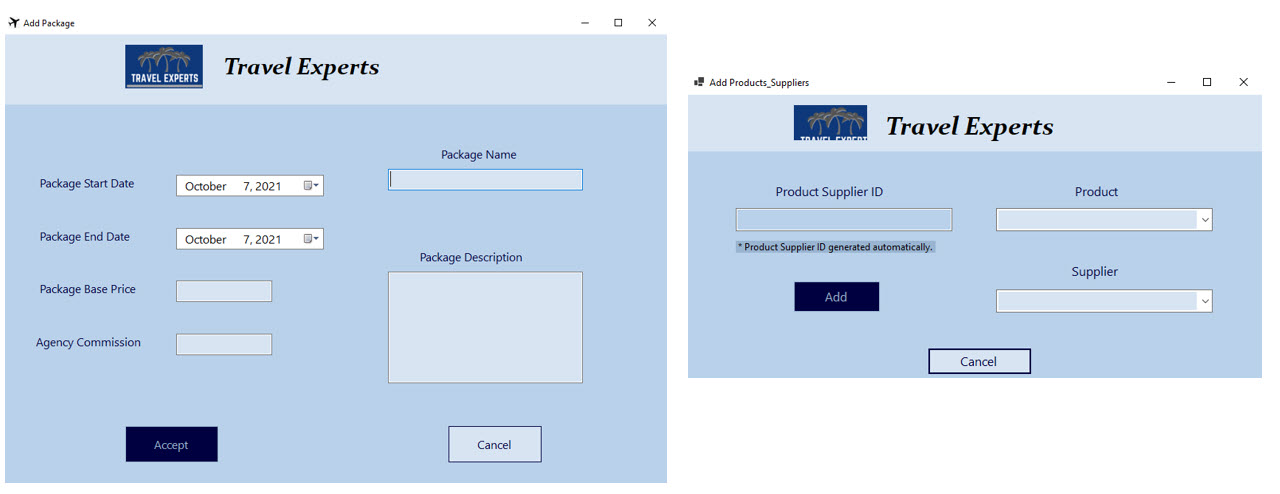 Add Package
TRAVEL EXPERTS
Travel Experts
Package Name
Package Start Date
October 7, 2021
Package End Date
October 7, 2021
Package Description
Package Base Price
Agency Commission
Accept
Cancel
Add Products_Suppliers
TRAVEL EXPERT
Travel Experts
Product Supplier ID
Product
* Product Supplier ID generated automatically.
Supplier
Add
Cancel